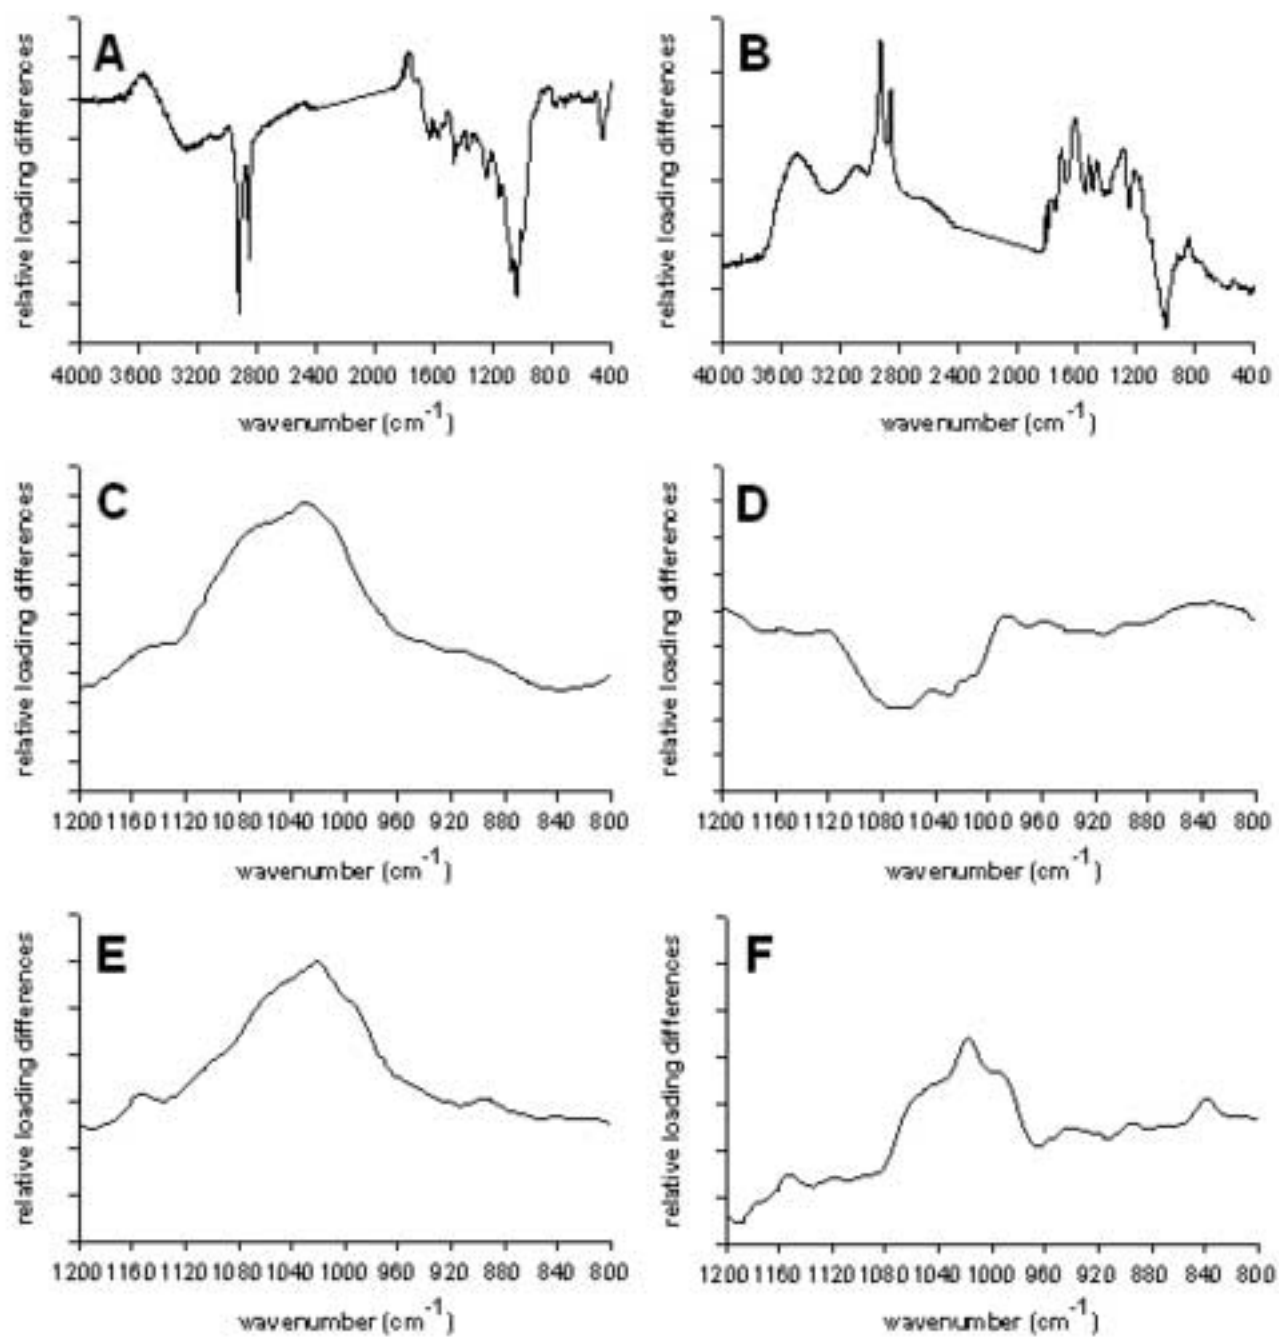 A
relative loading differences
4000 3600 3200 2800 2400 2000 1600 1200 800 400
wavenumber (cm-1)
B
relative loading differences
4000 3600 3200 2800 2400 2000 1600 1200 800 400
wavenumber (cm-1)
C
relative loading differences
1200 1160 1120 1080 1040 1000 960 920 880 840 800
wavenumber (cm-1)
D
relative loading differences
1200 1160 1120 1080 1040 1000 960 920 880 840 800
wavenumber (cm-1)
E
relative loading differences
1200 1160 1120 1080 1040 1000 960 920 880 840 800
wavenumber (cm-1)
F
relative loading differences
1200 1160 1120 1080 1040 1000 960 920 880 840 800
wavenumber (cm-1)